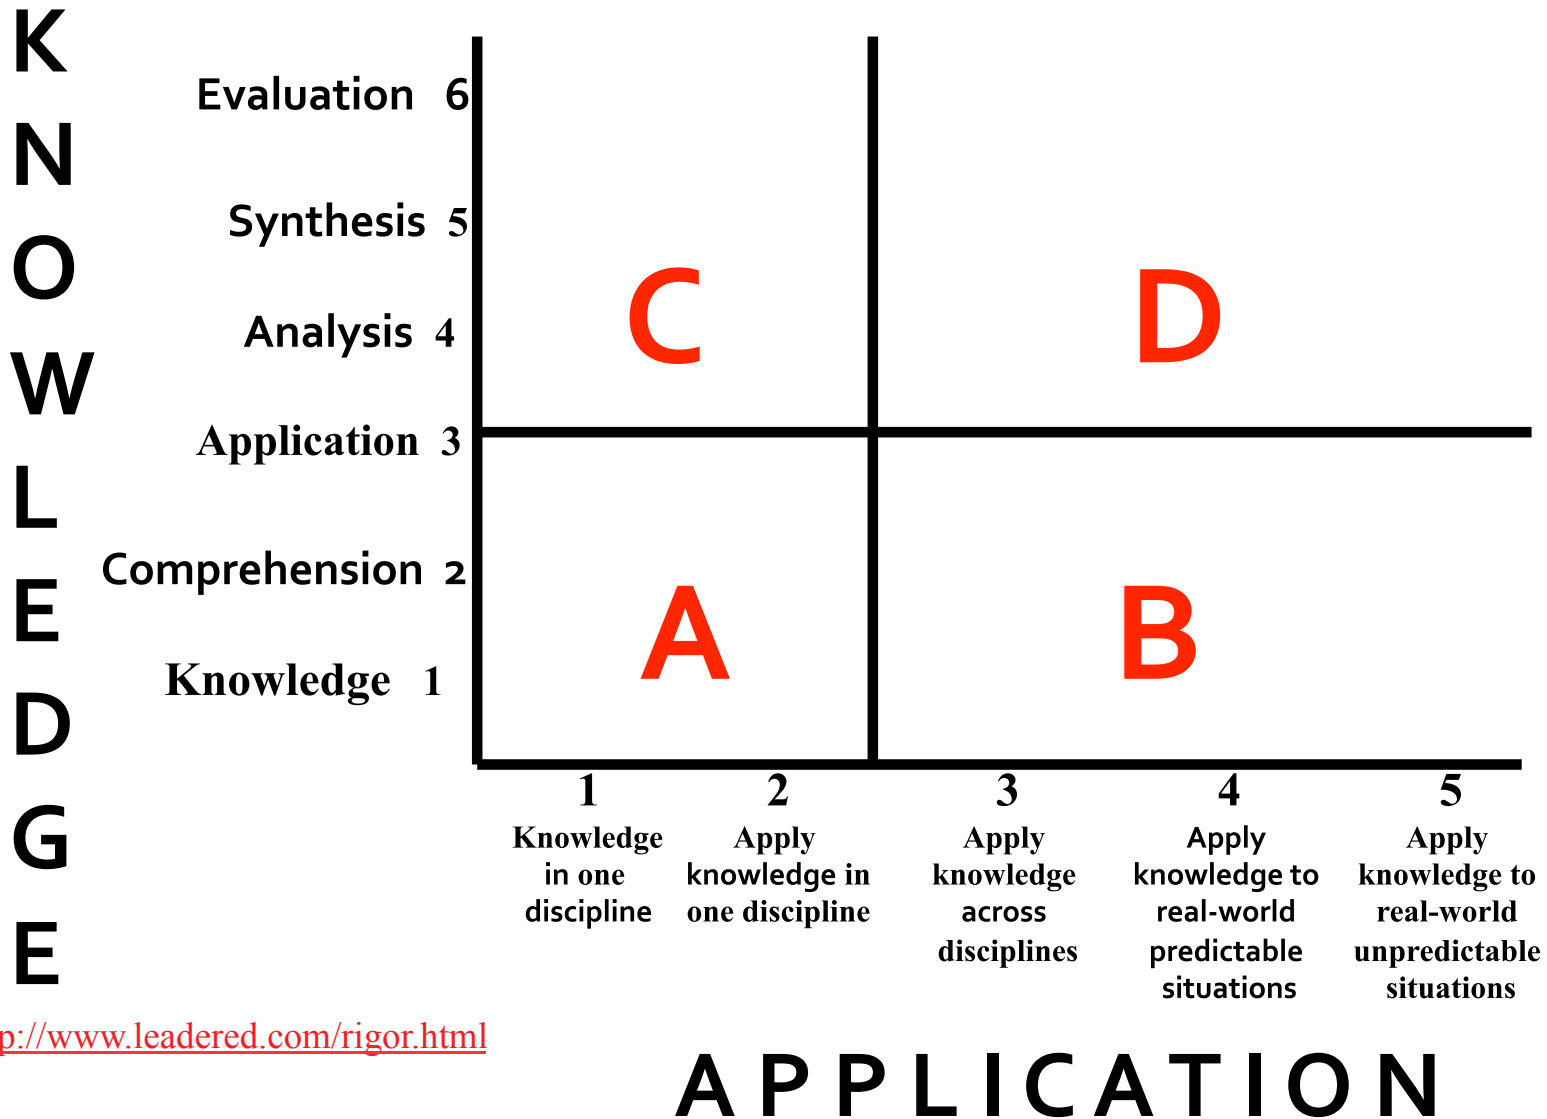 KNOWLEDGE
Evaluation 6
Synthesis 5
Analysis 4
Application 3
Comprehension 2
Knowledge 1
C
D
A
B
1
Knowledge
in one
discipline
2
Apply
knowledge in
one discipline
3
Apply
knowledge
across
disciplines
4
Apply
knowledge to
real-world
predictable
situations
5
Apply
knowledge to
real-world
unpredictable
situations
p://www.leadered.com/rigor.html
APPLICATION